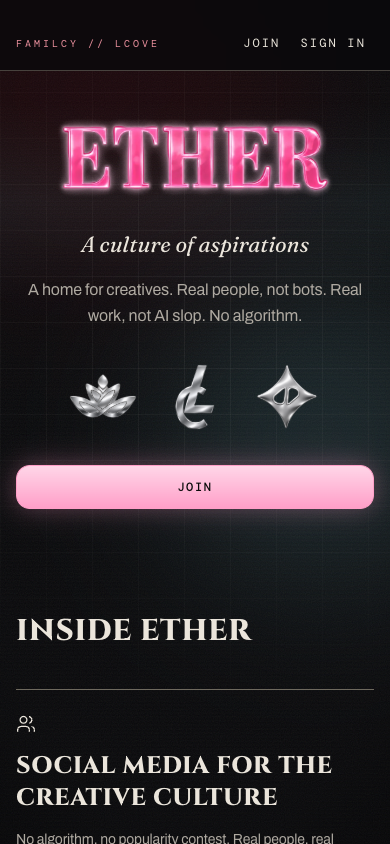 FAMILCY // LCOVE
JOIN SIGN IN
ETHER
A culture of aspirations
A home for creatives. Real people, not bots. Real
work, not AI slop. No algorithm.
JOIN
INSIDE ETHER
SOCIAL MEDIA FOR THE
CREATIVE CULTURE
No algorithm, no popularity contest. Real people, real